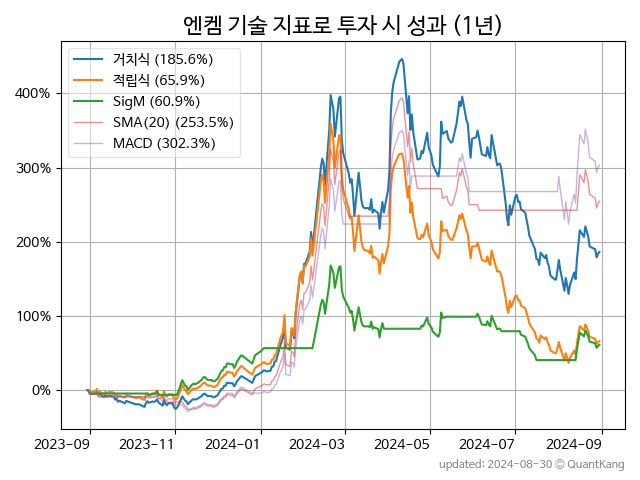 엔켐 기술 지표로 투자 시 성과 (1년)
거치식 (185.6%)
적립식 (65.9%)
SigM (60.9%)
SMA(20) (253.5%)
MACD (302.3%)
400%
300%
200%
100%
0%
2023-09 2023-11 2024-01 2024-03 2024-05 2024-07 2024-09
updated: 2024-08-30 © QuantKang